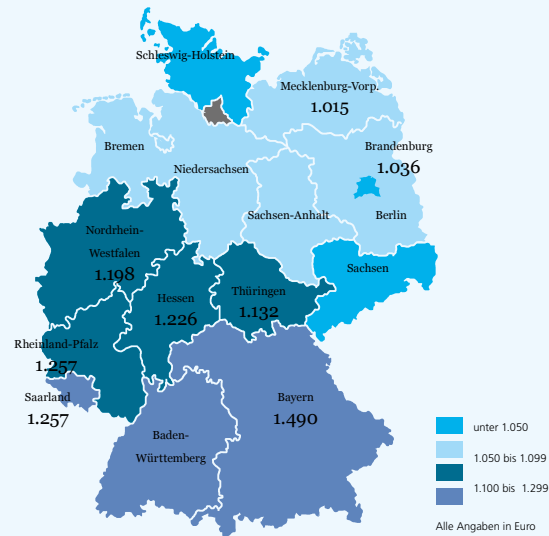 Schleswig-Holstein
Mecklenburg-Vorp.
1.015
Bremen
Brandenburg
1.036
Niedersachsen
Sachsen-Anhalt
Berlin
Nordrhein-
Westfalen
1.198
Sachsen
Hessen
1.226
Thüringen
1.132
Rheinland-Pfalz
1.257
Saarland
1.257
Bayern
1.490
Baden-
Württemberg
unter 1.050
1.050 bis 1.099
1.100 bis 1.299
Alle Angaben in Euro